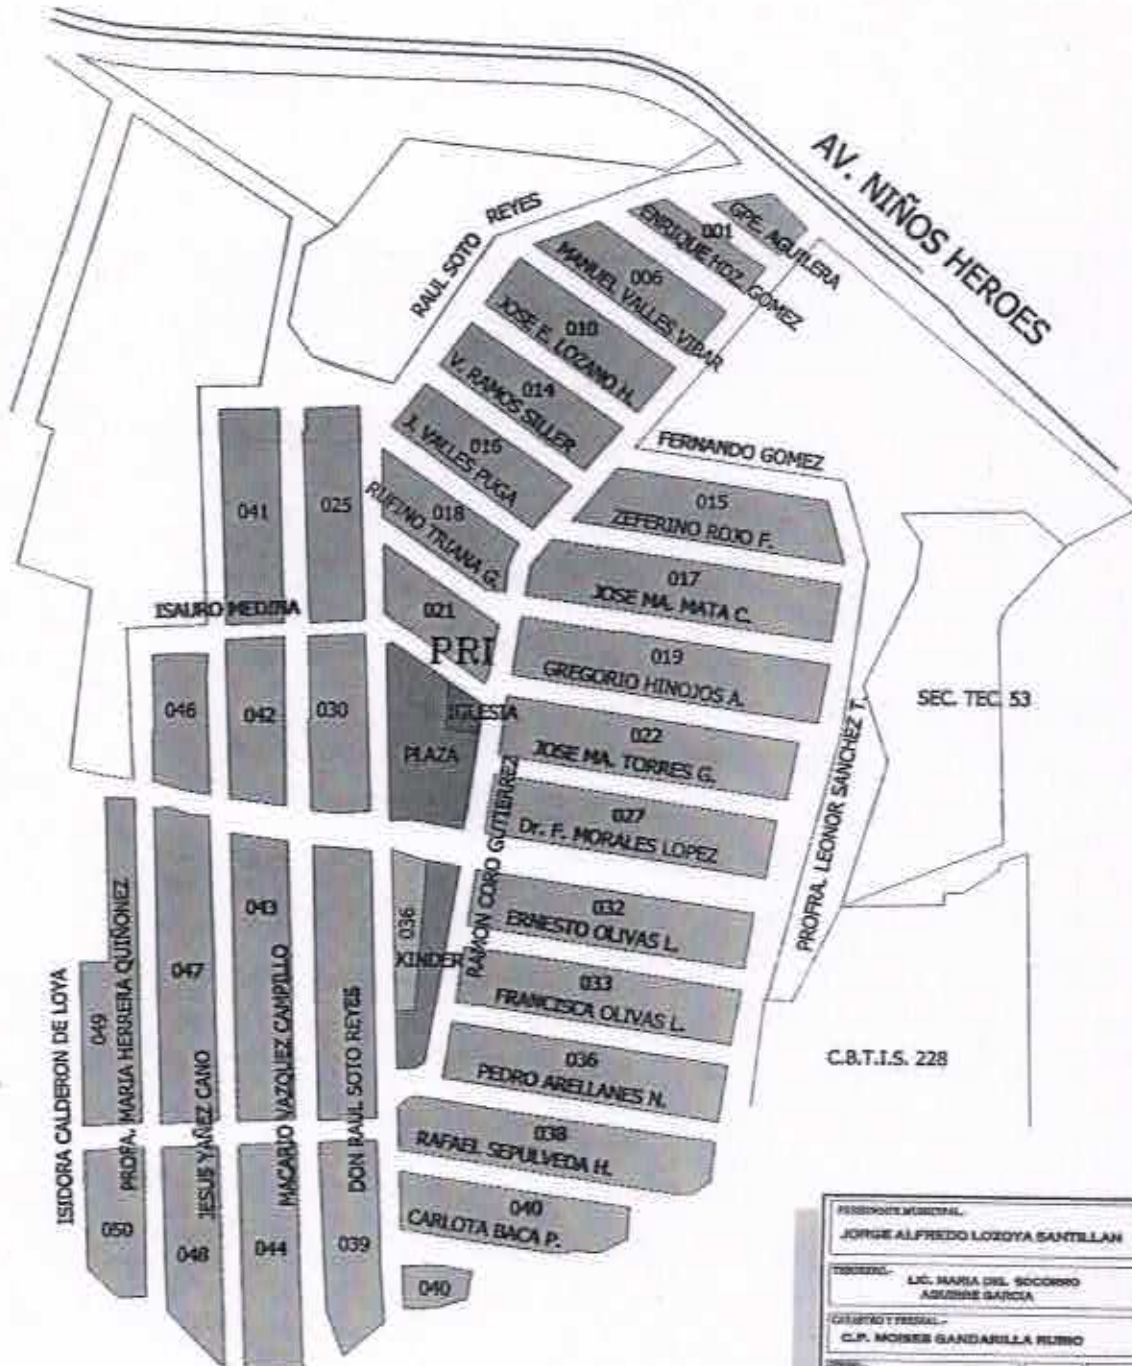 AV. NIÑOS HEROES
RAUL SOTO REYES
GPE. AGUILERA
001
ENRIQUE HDZ. GOMEZ
006
MANUEL VALLES VIBAR
010
JOSE E. LOZANO H.
014
V. RAMOS SILLER
016
J. VALLES PUGA
018
RUFINO TRIANA G.
021
PRI
IGLESIA
PLAZA
FERNANDO GOMEZ
015
ZEFERINO ROJO F.
017
JOSE MA. MATA C.
019
GREGORIO HINOJOS A.
022
JOSE MA. TORRES G.
027
Dr. F. MORALES LOPEZ
032
ERNESTO OLIVAS L.
033
FRANCISCA OLIVAS L.
036
PEDRO ARELLANES N.
038
RAFAEL SEPULVEDA H.
040
CARLOTA BACA P.
040
SEC. TEC. 53
PROFRA. LEONOR SANCHEZ T.
C.B.T.I.S. 228
041
025
ISAURO MEDINA
046
042
030
036
KINDER
RAMON CORO GUTIERREZ
043
047
049
ISIDORA CALDERON DE LOYA
PROFA. MARIA HERRERA QUIÑONEZ
JESUS YAÑEZ CANO
MACARIO VAZQUEZ CAMPILLO
DON RAUL SOTO REYES
050
048
044
039
PRESIDENTE MUNICIPAL.-
JORGE ALFREDO LOZOYA SANTILLAN
TESORERO.-
LIC. MARIA DEL SOCORRO
AGUIRRE GARCIA
CATASTRO Y PREDIAL.-
C.P. MOISES GANDARILLA RUBIO